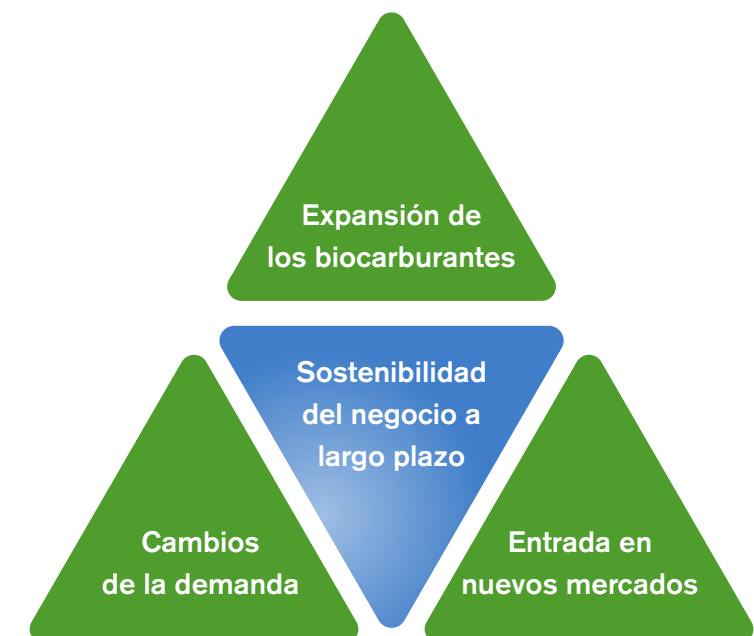 Expansión de
los biocarburantes
Sostenibilidad
del negocio a
largo plazo
Cambios
de la demanda
Entrada en
nuevos mercados